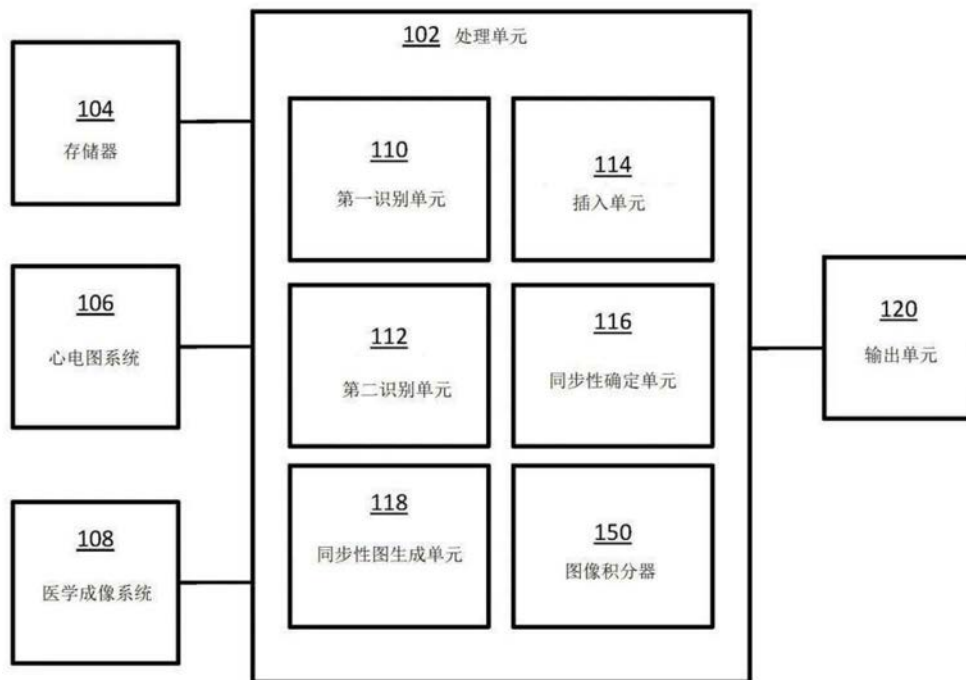 102 处理单元
104
存储器
110
第一识别单元
114
插入单元
106
心电图系统
112
第二识别单元
116
同步性确定单元
120
输出单元
108
医学成像系统
118
同步性图生成单元
150
图像积分器